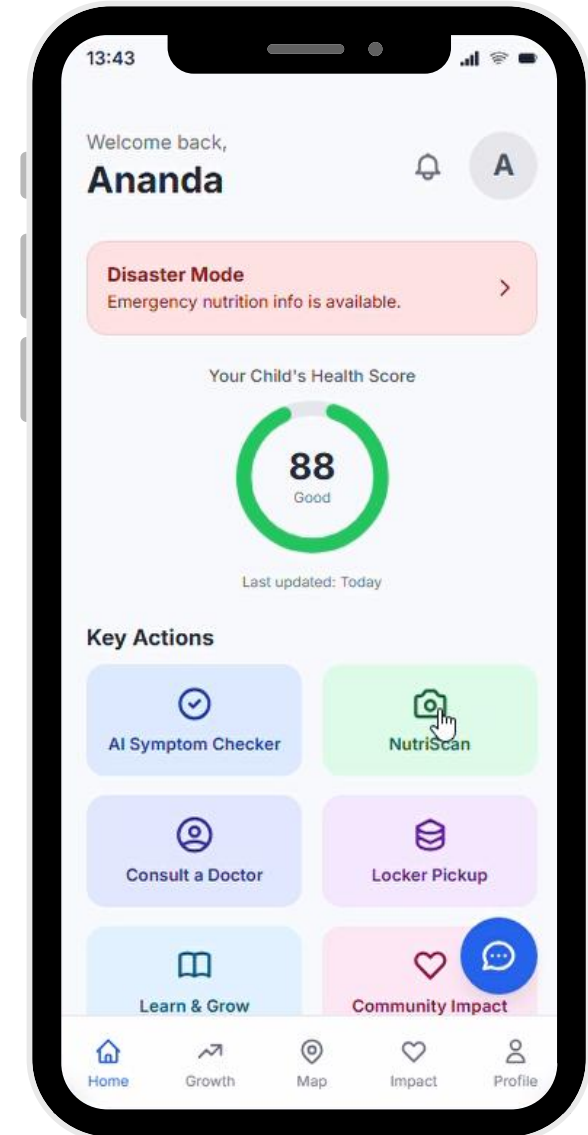 13:43
Welcome back,
Ananda
A
Disaster Mode
Emergency nutrition info is available.
Your Child's Health Score
88
Good
Last updated: Today
Key Actions
AI Symptom Checker
NutriScan
Consult a Doctor
Locker Pickup
Learn & Grow
Community Impact
Home
Growth
Map
Impact
Profile